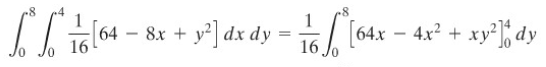 ∫₀⁸ ∫₀⁴ 1/16 [64 − 8x + y²] dx dy = 1/16 ∫₀⁸ [64x − 4x² + xy²]₀⁴ dy